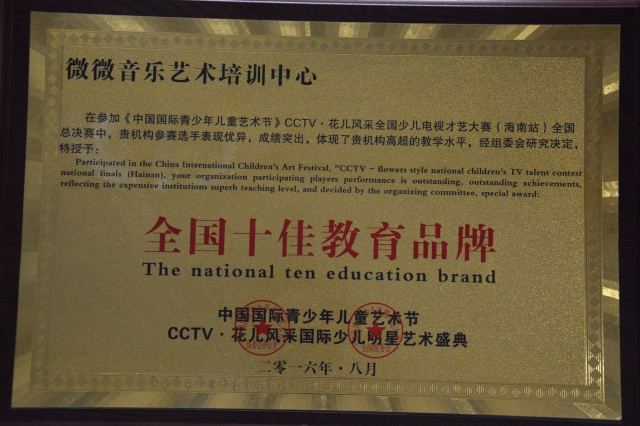 微微音乐艺术培训中心
在参加《中国国际青少年儿童艺术节》CCTV·花儿风采全国少儿电视才艺大赛（海南站）全国
总决赛中，贵机构参赛选手表现优异，成绩突出，体现了贵机构高超的教学水平，经组委会研究决定，
特授予：
Participated in the China International Children's Art Festival, "CCTV - flowers style national children's TV talent contest
national finals (Hainan), your organization participating players performance is outstanding, outstanding achievements,
reflecting the expensive institutions superb teaching level, and decided by the organizing committee, special award:
全国十佳教育品牌
The national ten education brand
中国国际青少年儿童艺术节
CCTV·花儿风采国际少儿明星艺术盛典
二零一六年·八月